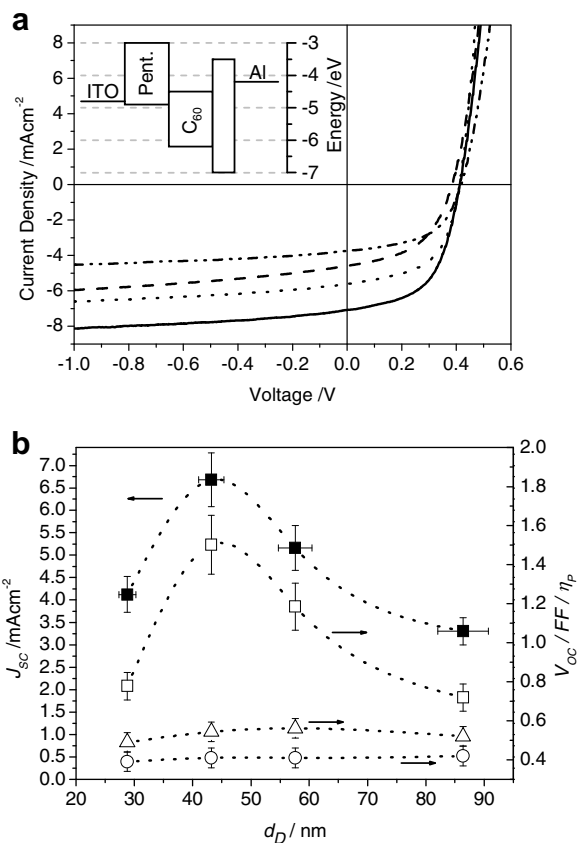 a
8
6
4
2
0
-2
-4
-6
-8
Current Density /mAcm⁻²
ITO
Pent.
C₆₀
Al
-3
-4
-5
-6
-7
Energy /eV
-1.0 -0.8 -0.6 -0.4 -0.2 0.0 0.2 0.4 0.6
Voltage /V
b
7.0
6.5
6.0
5.5
5.0
4.5
4.0
3.5
3.0
2.5
2.0
1.5
1.0
0.5
0.0
J_SC /mAcm⁻²
2.0
1.8
1.6
1.4
1.2
1.0
0.8
0.6
0.4
V_OC / FF / η_P
20 30 40 50 60 70 80 90
d_D / nm